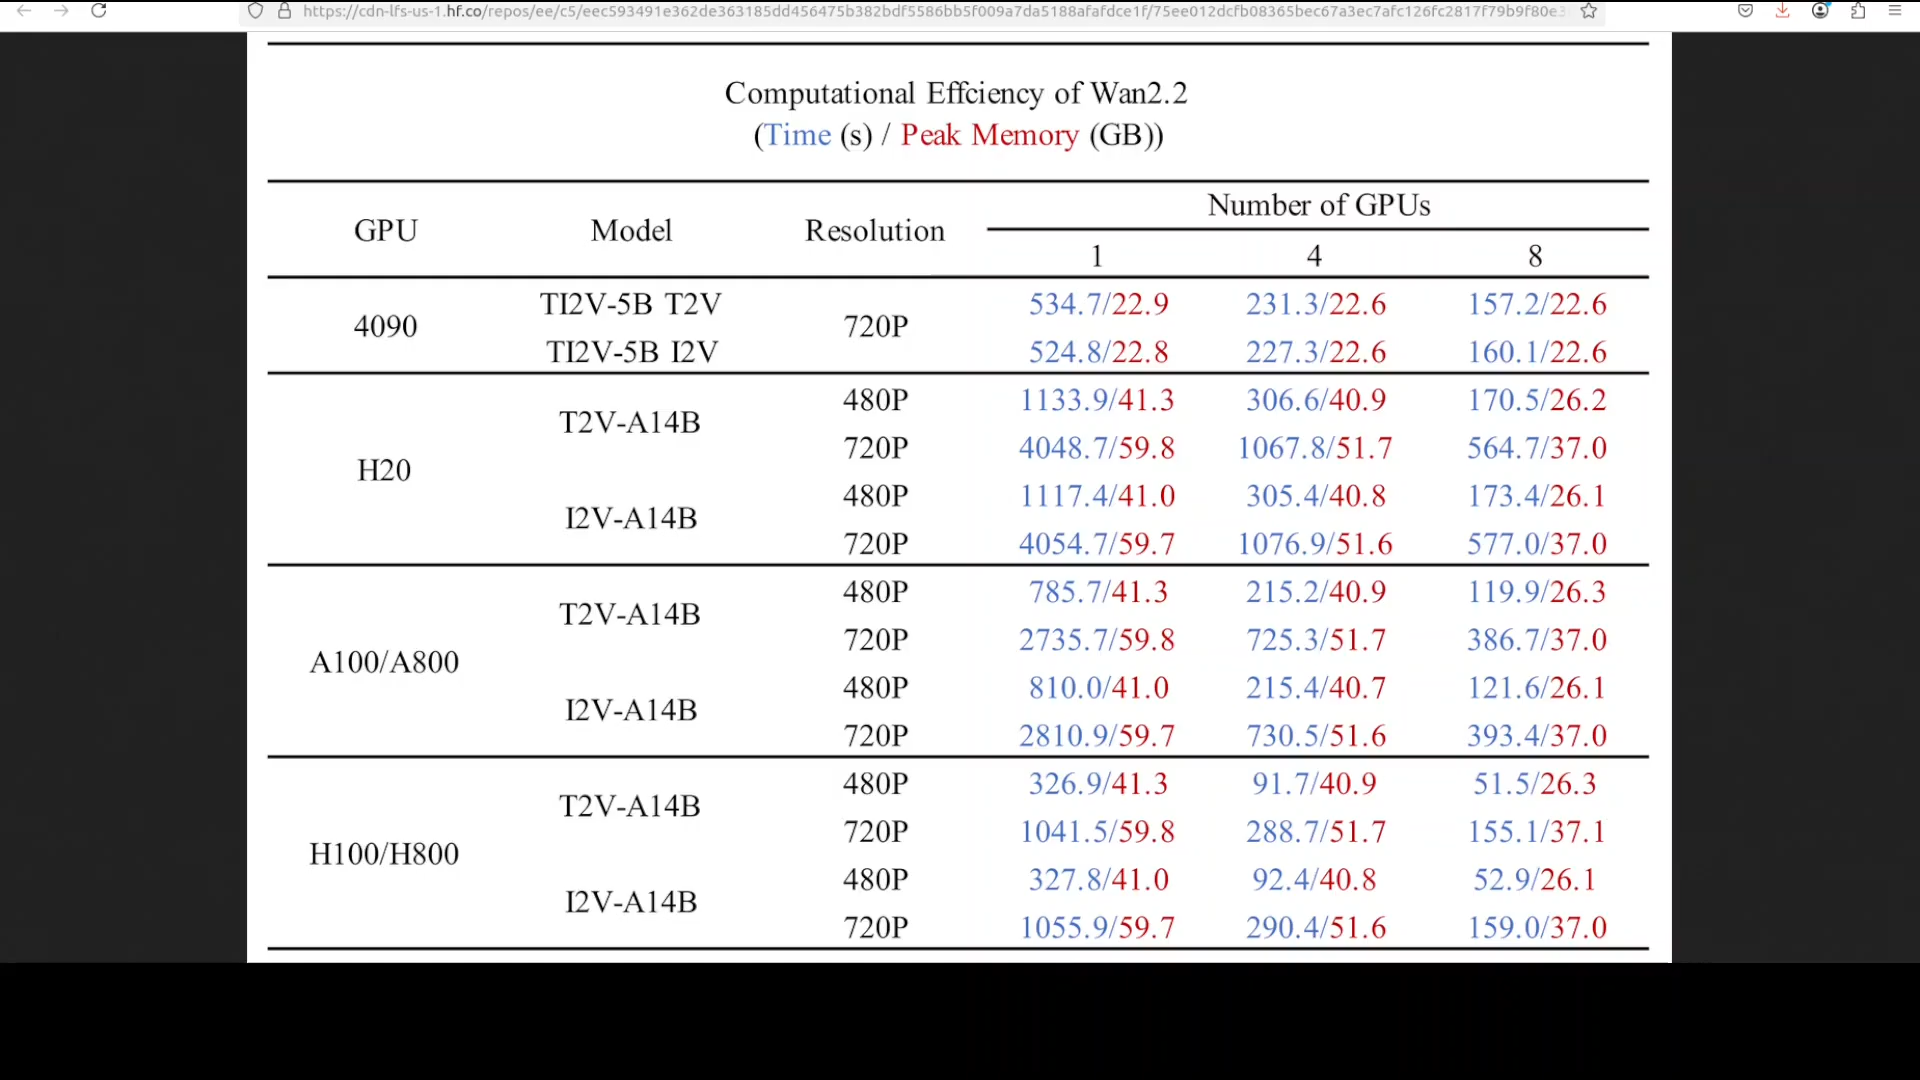 https://cdn-lfs-us-1.hf.co/repos/ee/c5/eec593491e362de363185dd456475b382bdf5586bb5f009a7da5188afafdce1f/75ee012dcfb08365bec67a3ec7afc126fc2817f79b9f80e3
Computational Effciency of Wan2.2
(Time (s) / Peak Memory (GB))
GPU Model Resolution Number of GPUs
1 4 8
4090 TI2V-5B T2V 720P 534.7/22.9 231.3/22.6 157.2/22.6
TI2V-5B I2V 524.8/22.8 227.3/22.6 160.1/22.6
H20 T2V-A14B 480P 1133.9/41.3 306.6/40.9 170.5/26.2
720P 4048.7/59.8 1067.8/51.7 564.7/37.0
I2V-A14B 480P 1117.4/41.0 305.4/40.8 173.4/26.1
720P 4054.7/59.7 1076.9/51.6 577.0/37.0
A100/A800 T2V-A14B 480P 785.7/41.3 215.2/40.9 119.9/26.3
720P 2735.7/59.8 725.3/51.7 386.7/37.0
I2V-A14B 480P 810.0/41.0 215.4/40.7 121.6/26.1
720P 2810.9/59.7 730.5/51.6 393.4/37.0
H100/H800 T2V-A14B 480P 326.9/41.3 91.7/40.9 51.5/26.3
720P 1041.5/59.8 288.7/51.7 155.1/37.1
I2V-A14B 480P 327.8/41.0 92.4/40.8 52.9/26.1
720P 1055.9/59.7 290.4/51.6 159.0/37.0